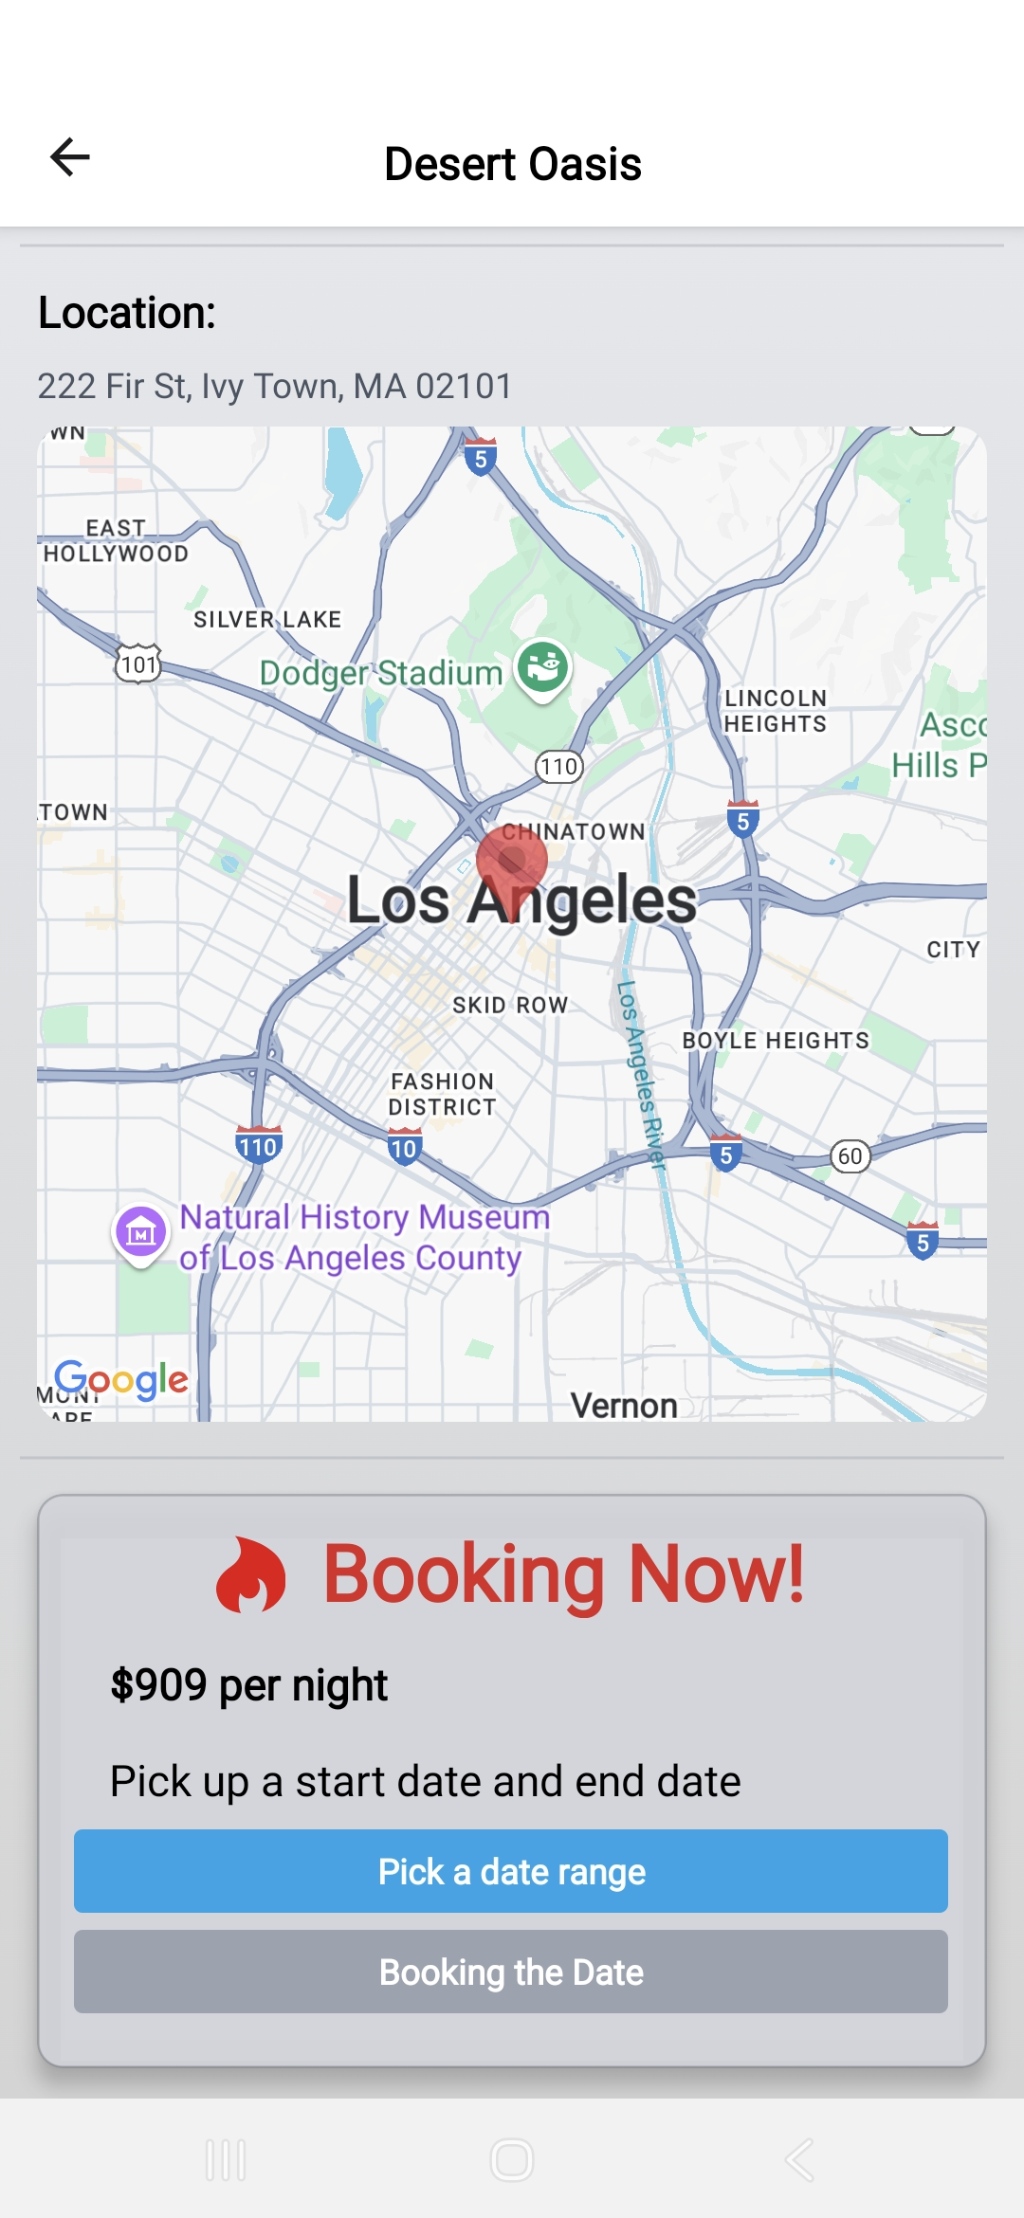 Desert Oasis
Location:
222 Fir St, Ivy Town, MA 02101
WN
5
EAST
HOLLYWOOD
SILVER LAKE
101
Dodger Stadium
LINCOLN
HEIGHTS
Asco
Hills P
110
TOWN
5
CHINATOWN
Los Angeles
CITY
SKID ROW
Los Angeles River
BOYLE HEIGHTS
FASHION
DISTRICT
110
10
5
60
Natural History Museum
of Los Angeles County
5
Google
MONT
Vernon
Booking Now!
$909 per night
Pick up a start date and end date
Pick a date range
Booking the Date